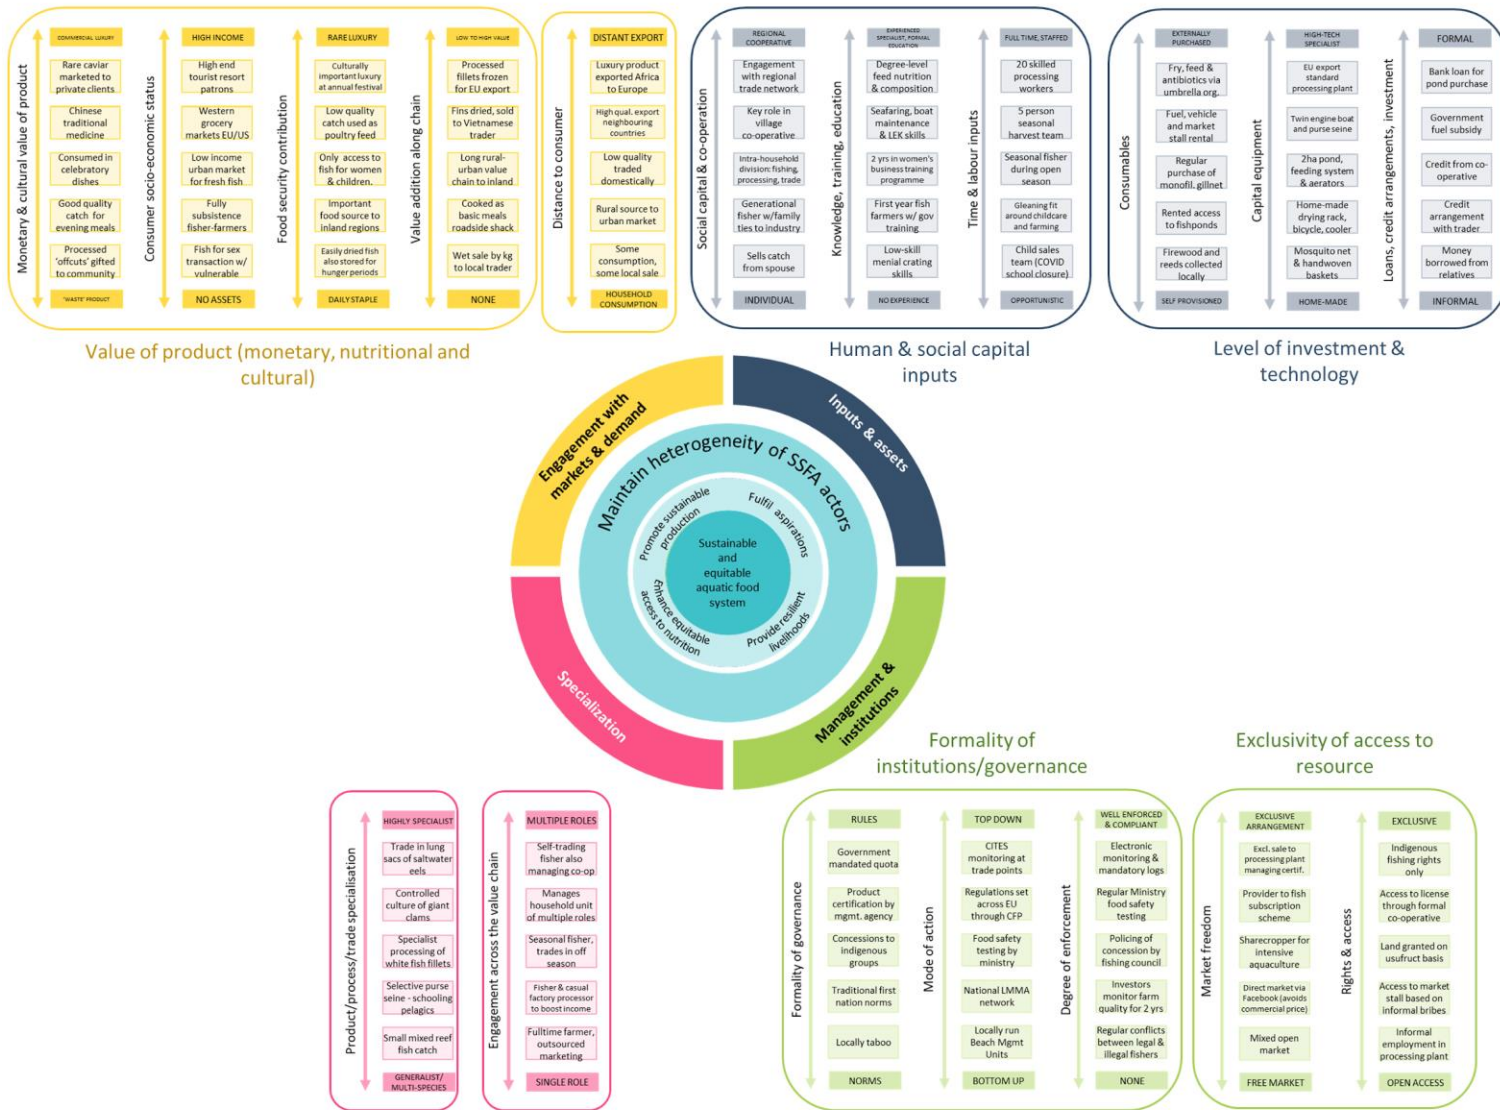 Monetary & cultural value of product
COMMERCIAL LUXURY
Rare caviar
marketed to
private clients
Chinese
traditional
medicine
Consumed in
celebratory
dishes
Good quality
catch for
evening meals
Processed
'offcuts' gifted
to community
'WASTE' PRODUCT
Consumer socio-economic status
HIGH INCOME
High end
tourist resort
patrons
Western
grocery
markets EU/US
Low income
urban market
for fresh fish
Fully
subsistence
fisher-farmers
Fish for sex
transaction w/
vulnerable
NO ASSETS
Food security contribution
RARE LUXURY
Culturally
important luxury
at annual festival
Low quality
catch used as
poultry feed
Only access to
fish for women
& children.
Important
food source to
inland regions
Easily dried fish
also stored for
hunger periods
DAILY STAPLE
Value addition along chain
LOW TO HIGH VALUE
Processed
fillets frozen
for EU export
Fins dried, sold
to Vietnamese
trader
Long rural-
urban value
chain to inland
Cooked as
basic meals
roadside shack
Wet sale by kg
to local trader
NONE
Distance to consumer
DISTANT EXPORT
Luxury product
exported Africa
to Europe
High qual. export
neighbouring
countries
Low quality
traded
domestically
Rural source to
urban market
Some
consumption,
some local sale
HOUSEHOLD
CONSUMPTION
Value of product (monetary, nutritional and
cultural)
Social capital & co-operation
REGIONAL
COOPERATIVE
Engagement
with regional
trade network
Key role in
village
co-operative
Intra-household
division: fishing,
processing, trade
Generational
fisher w/family
ties to industry
Sells catch
from spouse
INDIVIDUAL
Knowledge, training, education
EXPERIENCED
SPECIALIST, FORMAL
EDUCATION
Degree-level
feed nutrition
& composition
Seafaring, boat
maintenance
& LEK skills
2 yrs in women's
business training
programme
First year fish
farmers w/ gov
training
Low-skill
menial crating
skills
NO EXPERIENCE
Time & labour inputs
FULL TIME, STAFFED
20 skilled
processing
workers
5 person
seasonal
harvest team
Seasonal fisher
during open
season
Gleaning fit
around childcare
and farming
Child sales
team (COVID
school closure)
OPPORTUNISTIC
Human & social capital
inputs
Consumables
EXTERNALLY
PURCHASED
Fry, feed &
antibiotics via
umbrella org.
Fuel, vehicle
and market
stall rental
Regular
purchase of
monofil. gillnet
Rented access
to fishponds
Firewood and
reeds collected
locally
SELF PROVISIONED
Capital equipment
HIGH-TECH
SPECIALIST
EU export
standard
processing plant
Twin engine boat
and purse seine
2ha pond,
feeding system
& aerators
Home-made
drying rack,
bicycle, cooler
Mosquito net
& handwoven
baskets
HOME-MADE
Loans, credit arrangements, investment
FORMAL
Bank loan for
pond purchase
Government
fuel subsidy
Credit from co-
operative
Credit
arrangement
with trader
Money
borrowed from
relatives
INFORMAL
Level of investment &
technology
Engagement with
markets & demand
Inputs & assets
Specialization
Management &
institutions
Maintain heterogeneity of SSFA actors
Promote sustainable
production
Fulfil aspirations
Enhance equitable
access to nutrition
Provide resilient
livelihoods
Sustainable
and
equitable
aquatic food
system
Product/process/trade specialisation
HIGHLY SPECIALIST
Trade in lung
sacs of saltwater
eels
Controlled
culture of giant
clams
Specialist
processing of
white fish fillets
Selective purse
seine - schooling
pelagics
Small mixed reef
fish catch
GENERALIST/
MULTI-SPECIES
Engagement across the value chain
MULTIPLE ROLES
Self-trading
fisher also
managing co-op
Manages
household unit
of multiple roles
Seasonal fisher,
trades in off
season
Fisher & casual
factory processor
to boost income
Fulltime farmer,
outsourced
marketing
SINGLE ROLE
Formality of
institutions/governance
Formality of governance
RULES
Government
mandated quota
Product
certification by
mgmt. agency
Concessions to
indigenous
groups
Traditional first
nation norms
Locally taboo
NORMS
Mode of action
TOP DOWN
CITES
monitoring at
trade points
Regulations set
across EU
through CFP
Food safety
testing by
ministry
National LMMA
network
Locally run
Beach Mgmt
Units
BOTTOM UP
Degree of enforcement
WELL ENFORCED
& COMPLIANT
Electronic
monitoring &
mandatory logs
Regular Ministry
food safety
testing
Policing of
concession by
fishing council
Investors
monitor farm
quality for 2 yrs
Regular conflicts
between legal &
illegal fishers
NONE
Exclusivity of access to
resource
Market freedom
EXCLUSIVE
ARRANGEMENT
Excl. sale to
processing plant
managing certif.
Provider to fish
subscription
scheme
Sharecropper for
intensive
aquaculture
Direct market via
Facebook (avoids
commercial price)
Mixed open
market
FREE MARKET
Rights & access
EXCLUSIVE
Indigenous
fishing rights
only
Access to license
through formal
co-operative
Land granted on
usufruct basis
Access to market
stall based on
informal bribes
Informal
employment in
processing plant
OPEN ACCESS